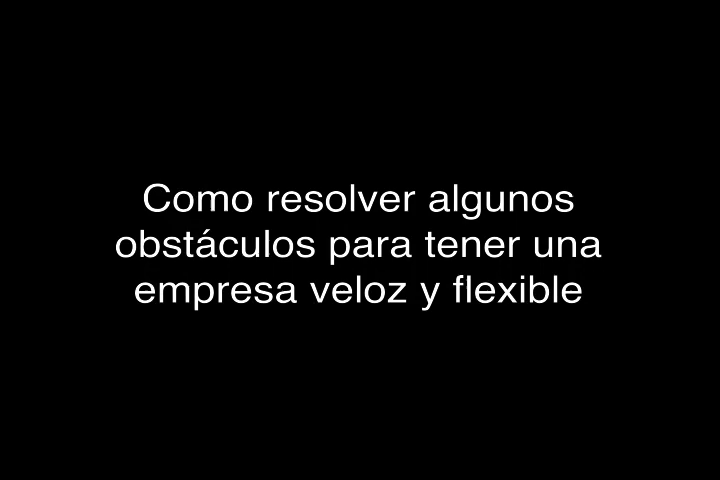 Como resolver algunos
obstáculos para tener una
empresa veloz y flexible